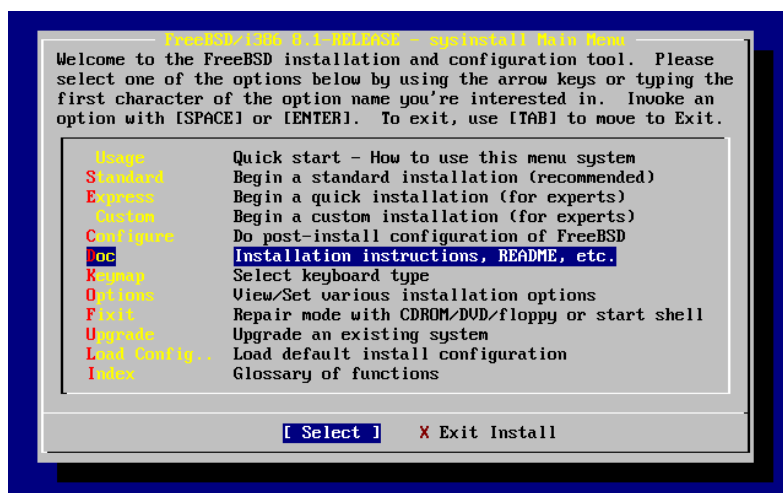 FreeBSD/i386 8.1-RELEASE - sysinstall Main Menu
Welcome to the FreeBSD installation and configuration tool.  Please
select one of the options below by using the arrow keys or typing the
first character of the option name you're interested in.  Invoke an
option with [SPACE] or [ENTER].  To exit, use [TAB] to move to Exit.
Usage Quick start - How to use this menu system
Standard Begin a standard installation (recommended)
Express Begin a quick installation (for experts)
Custom Begin a custom installation (for experts)
Configure Do post-install configuration of FreeBSD
Doc Installation instructions, README, etc.
Keymap Select keyboard type
Options View/Set various installation options
Fixit Repair mode with CDROM/DVD/floppy or start shell
Upgrade Upgrade an existing system
Load Config.. Load default install configuration
Index Glossary of functions
[ Select ] X Exit Install